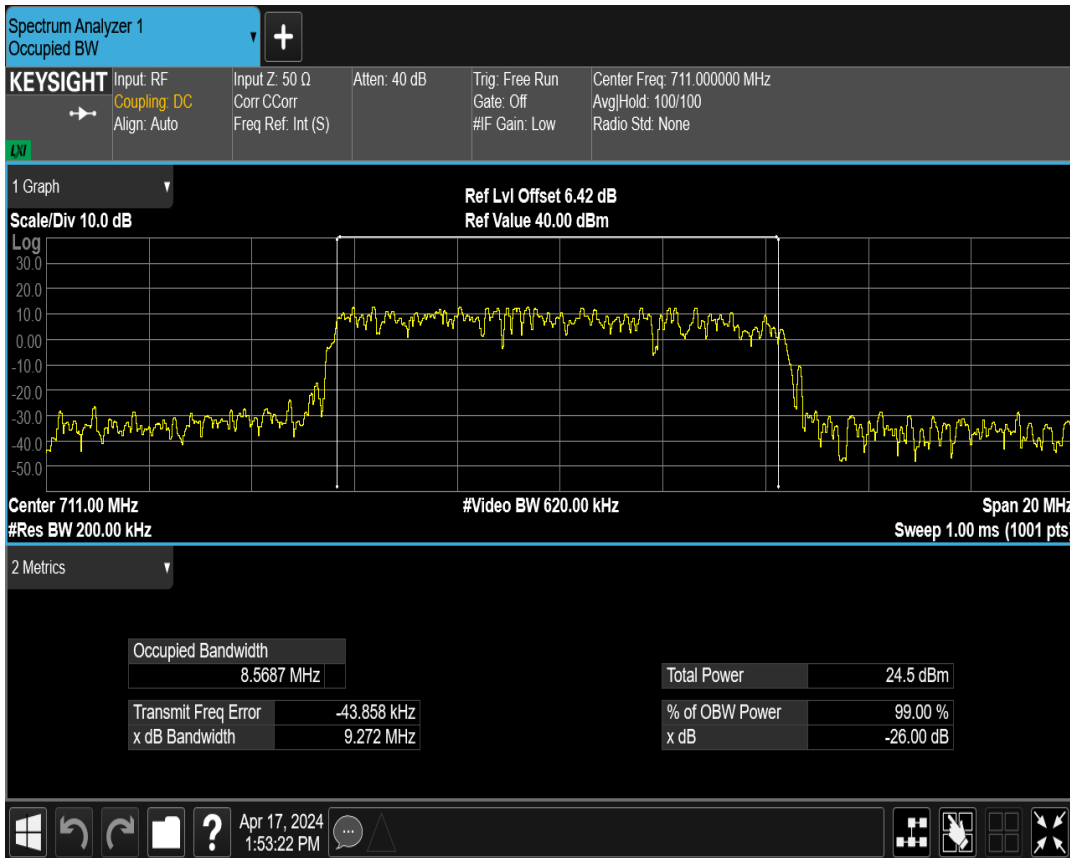 Spectrum Analyzer 1
Occupied BW
KEYSIGHT
LXI
Input: RF
Coupling: DC
Align: Auto
Input Z: 50 Ω
Corr CCorr
Freq Ref: Int (S)
Atten: 40 dB
Trig: Free Run
Gate: Off
#IF Gain: Low
Center Freq: 711.000000 MHz
Avg|Hold: 100/100
Radio Std: None
1 Graph
Scale/Div 10.0 dB
Ref Lvl Offset 6.42 dB
Ref Value 40.00 dBm
Log
30.0
20.0
10.0
0.00
-10.0
-20.0
-30.0
-40.0
-50.0
Center 711.00 MHz
#Video BW 620.00 kHz
Span 20 MHz
#Res BW 200.00 kHz
Sweep 1.00 ms (1001 pts)
2 Metrics
Occupied Bandwidth
8.5687 MHz
Total Power 24.5 dBm
Transmit Freq Error -43.858 kHz
% of OBW Power 99.00 %
x dB Bandwidth 9.272 MHz
x dB -26.00 dB
?
Apr 17, 2024
1:53:22 PM